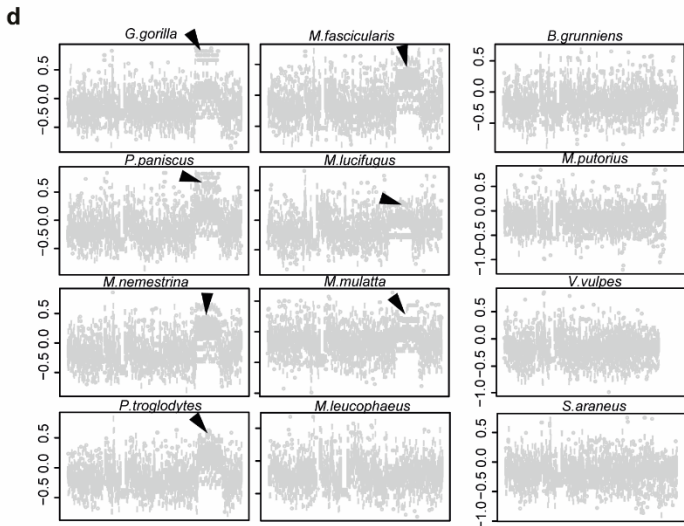 d
G.gorilla
M.fascicularis
B.grunniens
0.5
0.0
−0.5
0.5
0.0
−0.5
P.paniscus
M.lucifugus
M.putorius
0.5
0.0
−0.5
0.5
0.0
−0.5
−1.0
M.nemestrina
M.mulatta
V.vulpes
0.5
0.0
−0.5
0.5
0.0
−0.5
−1.0
P.troglodytes
M.leucophaeus
S.araneus
0.5
0.0
−0.5
0.5
0.0
−0.5
−1.0